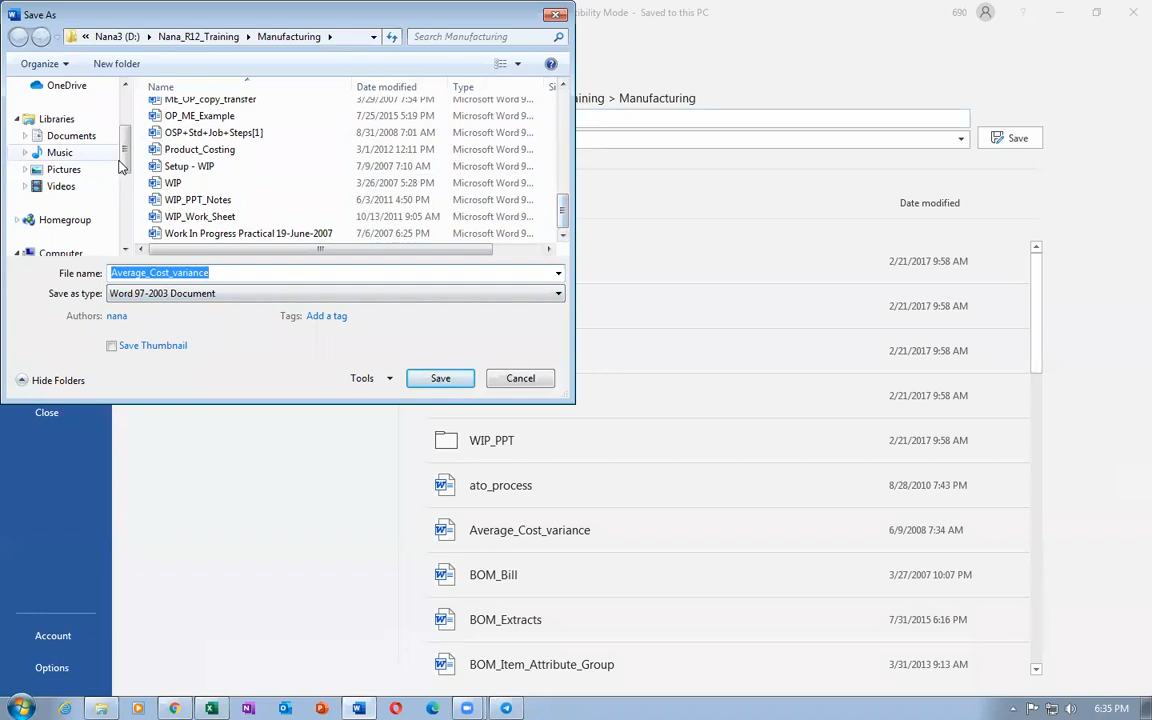 Save As
ibility Mode - Saved to this PC
690
?
« Nana3 (D:) Nana_R12_Training Manufacturing
Search Manufacturing
Organize
New folder
?
ining > Manufacturing
Save
OneDrive
Libraries
Documents
Music
Pictures
Videos
Homegroup
Computer
Name Date modified Type Si
ME_OP_copy_transfer 3/29/2007 7:54 PM Microsoft Word 9...
OP_ME_Example 7/25/2015 5:19 PM Microsoft Word 9...
OSP+Std+Job+Steps[1] 8/31/2008 7:01 AM Microsoft Word 9...
Product_Costing 3/1/2012 12:11 PM Microsoft Word 9...
Setup - WIP 7/9/2007 7:10 AM Microsoft Word 9...
WIP 3/26/2007 5:28 PM Microsoft Word 9...
WIP_PPT_Notes 6/3/2011 4:50 PM Microsoft Word 9...
WIP_Work_Sheet 10/13/2011 9:05 AM Microsoft Word 9...
Work In Progress Practical 19-June-2007 7/6/2007 6:25 PM Microsoft Word 9...
File name: Average_Cost_variance
Save as type: Word 97-2003 Document
Authors: nana Tags: Add a tag
Save Thumbnail
Hide Folders
Tools
Save
Cancel
Date modified
2/21/2017 9:58 AM
2/21/2017 9:58 AM
2/21/2017 9:58 AM
2/21/2017 9:58 AM
WIP_PPT 2/21/2017 9:58 AM
ato_process 8/28/2010 7:43 PM
Average_Cost_variance 6/9/2008 7:34 AM
BOM_Bill 3/27/2007 10:07 PM
BOM_Extracts 7/31/2015 6:16 PM
BOM_Item_Attribute_Group 3/31/2013 9:13 AM
Close
Account
Options
6:35 PM